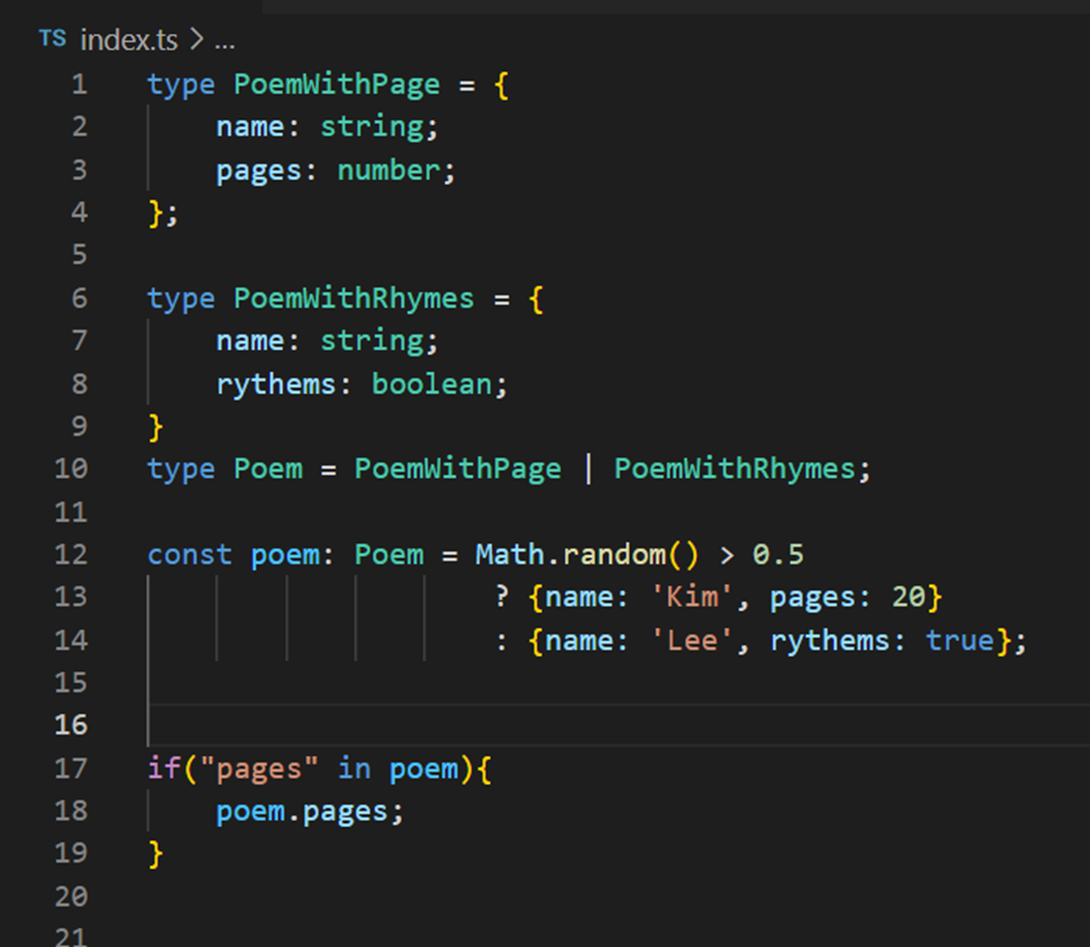 TS index.ts > ...
1 type PoemWithPage = {
2     name: string;
3     pages: number;
4 };
5
6 type PoemWithRhymes = {
7     name: string;
8     rythems: boolean;
9 }
10 type Poem = PoemWithPage | PoemWithRhymes;
11
12 const poem: Poem = Math.random() > 0.5
13                     ? {name: 'Kim', pages: 20}
14                     : {name: 'Lee', rythems: true};
15
16
17 if("pages" in poem){
18     poem.pages;
19 }
20
21